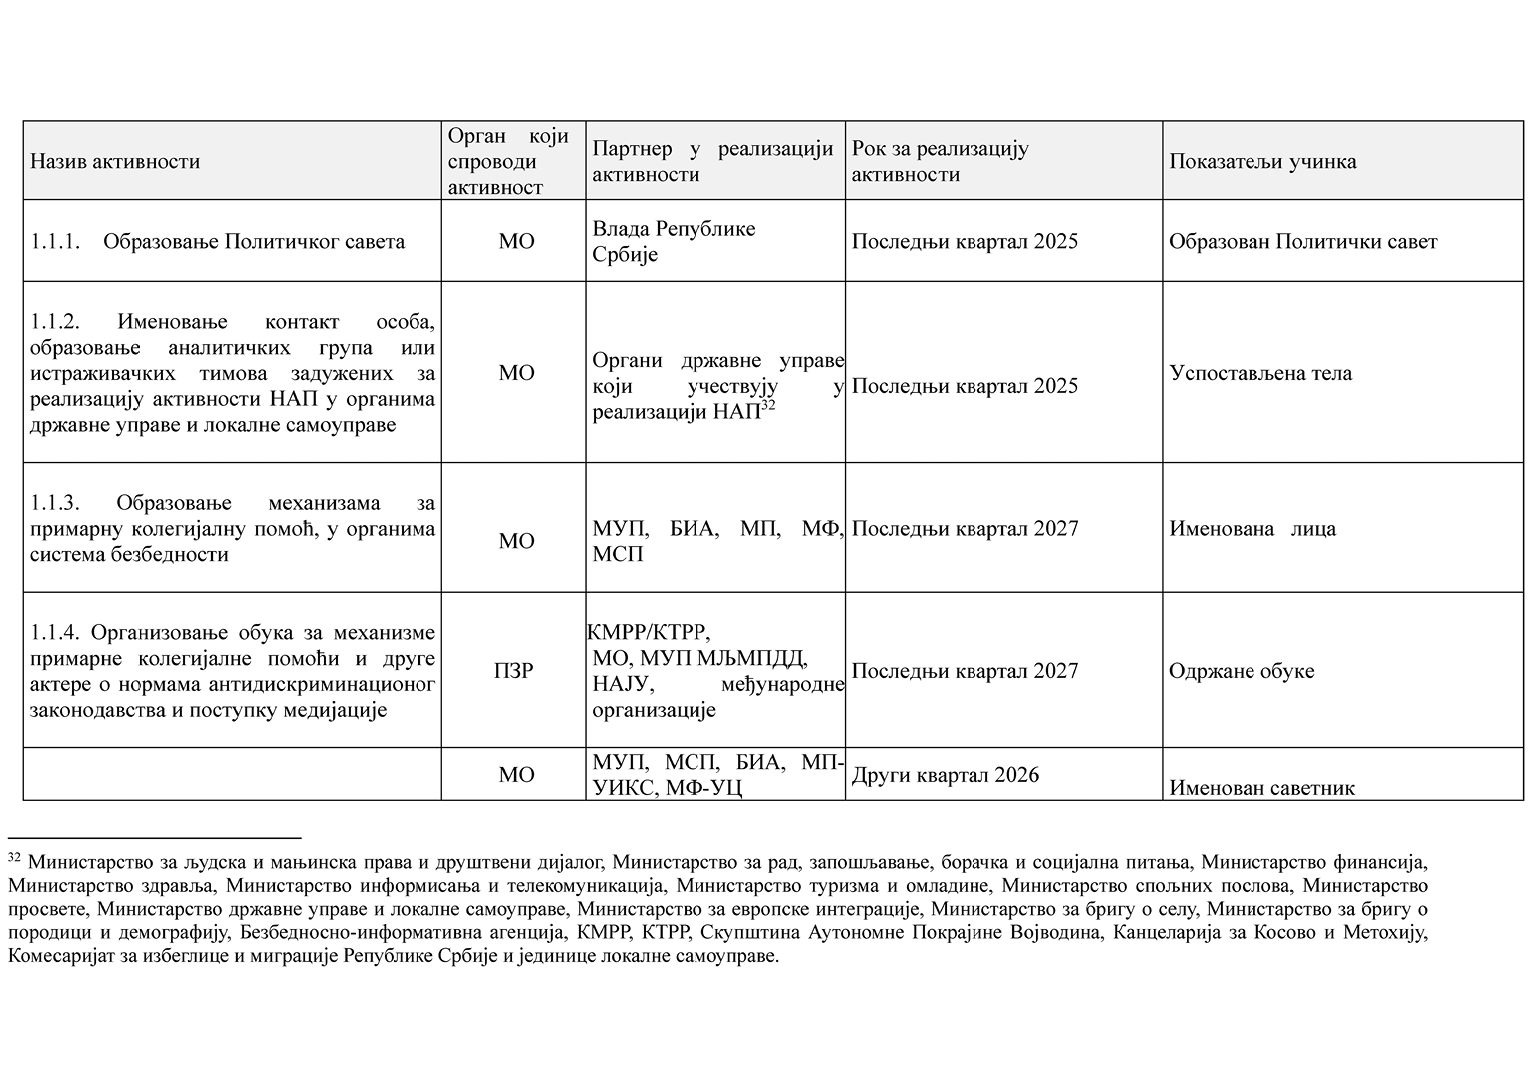 Назив активности
Орган који
спроводи
активност
Партнер у реализацији
активности
Рок за реализацију
активности
Показатељи учинка
1.1.1. Образовање Политичког савета
МО
Влада Републике
Србије
Последњи квартал 2025
Образован Политички савет
1.1.2. Именовање контакт особа,
образовање аналитичких група или
истраживачких тимова задужених за
реализацију активности НАП у органима
државне управе и локалне самоуправе
МО
Органи државне управе
који учествују у
реализацији НАП32
Последњи квартал 2025
Успостављена тела
1.1.3. Образовање механизама за
примарну колегијалну помоћ, у органима
система безбедности
МО
МУП, БИА, МП, МФ,
МСП
Последњи квартал 2027
Именована лица
1.1.4. Организовање обука за механизме
примарне колегијалне помоћи и друге
актере о нормама антидискриминационог
законодавства и поступку медијације
ПЗР
КМРР/КТРР,
МО, МУП МЉМПДД,
НАЈУ, међународне
организације
Последњи квартал 2027
Одржане обуке
МО
МУП, МСП, БИА, МП-
УИКС, МФ-УЦ
Други квартал 2026
Именован саветник
32 Министарство за људска и мањинска права и друштвени дијалог, Министарство за рад, запошљавање, борачка и социјална питања, Министарство финансија,
Министарство здравља, Министарство информисања и телекомуникација, Министарство туризма и омладине, Министарство спољних послова, Министарство
просвете, Министарство државне управе и локалне самоуправе, Министарство за европске интеграције, Министарство за бригу о селу, Министарство за бригу о
породици и демографију, Безбедносно-информативна агенција, КМРР, КТРР, Скупштина Аутономне Покрајине Војводина, Канцеларија за Косово и Метохију,
Комесаријат за избеглице и миграције Републике Србије и јединице локалне самоуправе.